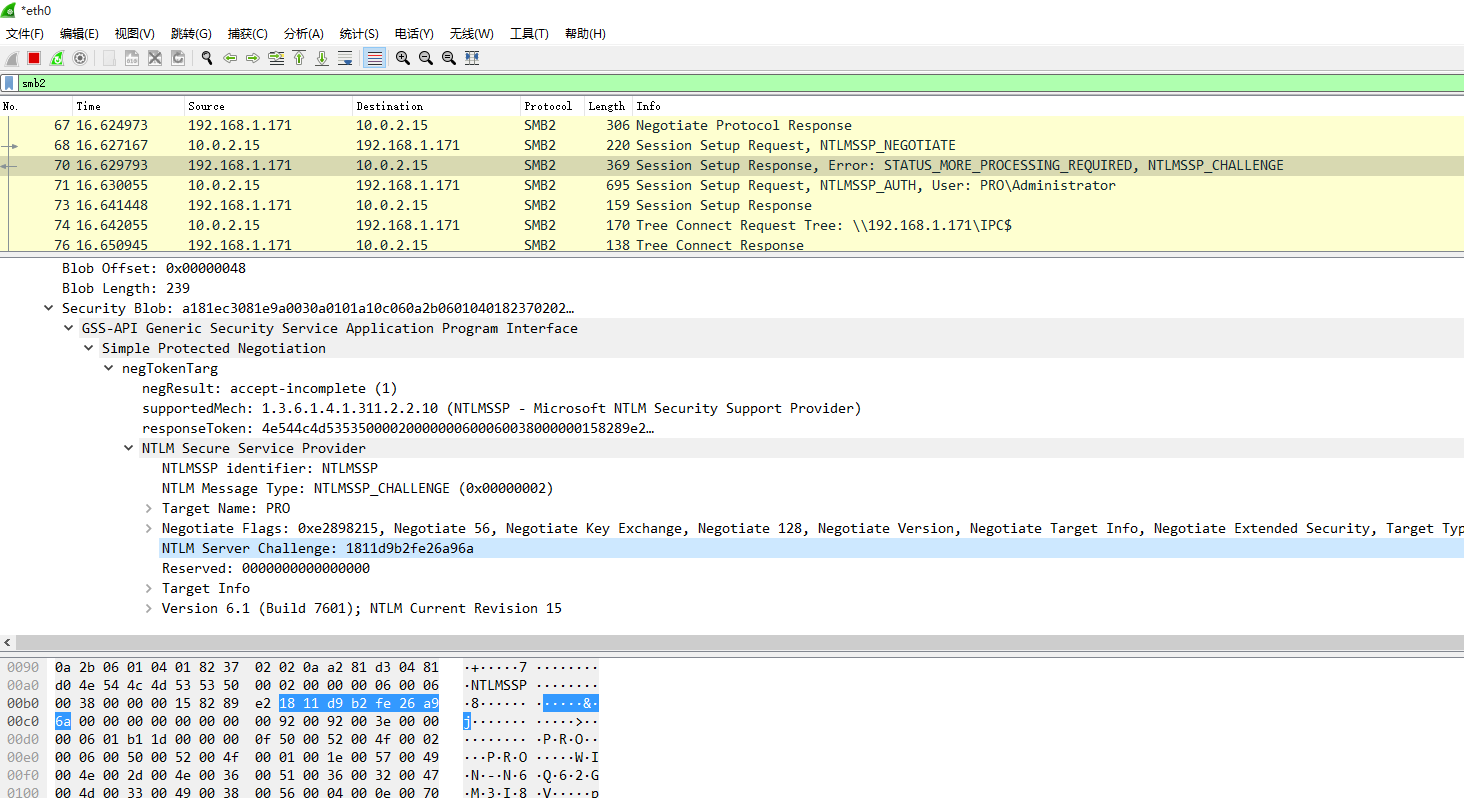 *eth0
文件(F) 编辑(E) 视图(V) 跳转(G) 捕获(C) 分析(A) 统计(S) 电话(Y) 无线(W) 工具(T) 帮助(H)
smb2
No. Time Source Destination Protocol Length Info
67 16.624973 192.168.1.171 10.0.2.15 SMB2 306 Negotiate Protocol Response
68 16.627167 10.0.2.15 192.168.1.171 SMB2 220 Session Setup Request, NTLMSSP_NEGOTIATE
70 16.629793 192.168.1.171 10.0.2.15 SMB2 369 Session Setup Response, Error: STATUS_MORE_PROCESSING_REQUIRED, NTLMSSP_CHALLENGE
71 16.630055 10.0.2.15 192.168.1.171 SMB2 695 Session Setup Request, NTLMSSP_AUTH, User: PRO\Administrator
73 16.641448 192.168.1.171 10.0.2.15 SMB2 159 Session Setup Response
74 16.642055 10.0.2.15 192.168.1.171 SMB2 170 Tree Connect Request Tree: \\192.168.1.171\IPC$
76 16.650945 192.168.1.171 10.0.2.15 SMB2 138 Tree Connect Response
Blob Offset: 0x00000048
Blob Length: 239
Security Blob: a181ec3081e9a0030a0101a10c060a2b0601040182370202…
GSS-API Generic Security Service Application Program Interface
Simple Protected Negotiation
negTokenTarg
negResult: accept-incomplete (1)
supportedMech: 1.3.6.1.4.1.311.2.2.10 (NTLMSSP - Microsoft NTLM Security Support Provider)
responseToken: 4e544c4d53535000020000000600060038000000158289e2…
NTLM Secure Service Provider
NTLMSSP identifier: NTLMSSP
NTLM Message Type: NTLMSSP_CHALLENGE (0x00000002)
Target Name: PRO
Negotiate Flags: 0xe2898215, Negotiate 56, Negotiate Key Exchange, Negotiate 128, Negotiate Version, Negotiate Target Info, Negotiate Extended Security, Target Typ
NTLM Server Challenge: 1811d9b2fe26a96a
Reserved: 0000000000000000
Target Info
Version 6.1 (Build 7601); NTLM Current Revision 15
0090 0a 2b 06 01 04 01 82 37 02 02 0a a2 81 d3 04 81 ·+·····7 ········
00a0 d0 4e 54 4c 4d 53 53 50 00 02 00 00 00 06 00 06 ·NTLMSSP ········
00b0 00 38 00 00 00 15 82 89 e2 18 11 d9 b2 fe 26 a9 ·8······ ······&·
00c0 6a 00 00 00 00 00 00 00 00 92 00 92 00 3e 00 00 j······· ·····>··
00d0 00 06 01 b1 1d 00 00 00 0f 50 00 52 00 4f 00 02 ········ ·P·R·O··
00e0 00 06 00 50 00 52 00 4f 00 01 00 1e 00 57 00 49 ···P·R·O ·····W·I
00f0 00 4e 00 2d 00 4e 00 36 00 51 00 36 00 32 00 47 ·N·-·N·6 ·Q·6·2·G
0100 00 4d 00 33 00 49 00 38 00 56 00 04 00 0e 00 70 ·M·3·I·8 ·V·····p